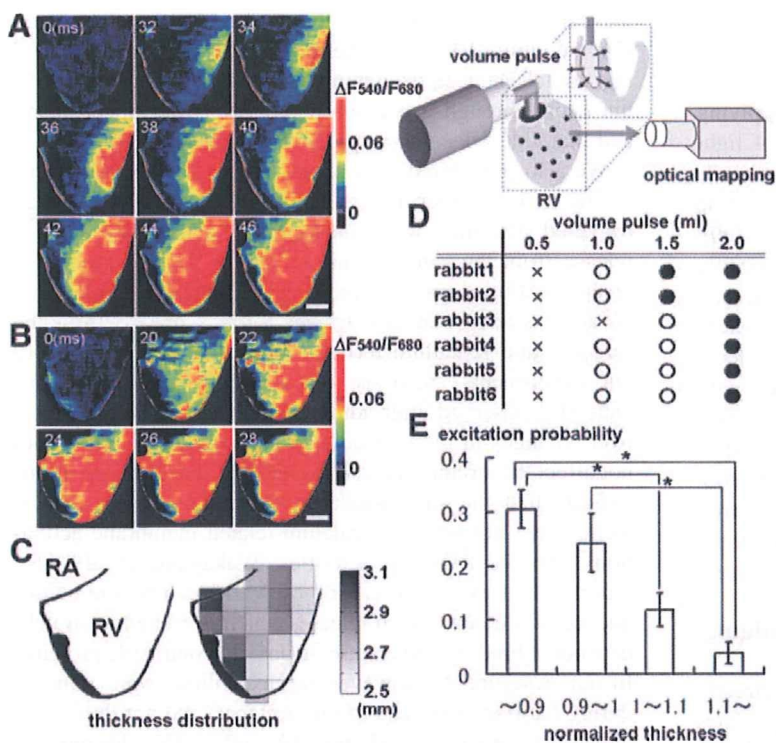 A
0(ms) 32 34
36 38 40
42 44 46
ΔF540/F680
0.06
0
volume pulse
RV
optical mapping
B
0(ms) 20 22
24 26 28
ΔF540/F680
0.06
0
C
RA
RV
3.1
2.9
2.7
2.5
(mm)
thickness distribution
D
volume pulse (ml)
0.5 1.0 1.5 2.0
rabbit1 × ○ ● ●
rabbit2 × ○ ● ●
rabbit3 × × ○ ●
rabbit4 × ○ ○ ●
rabbit5 × ○ ○ ●
rabbit6 × ○ ○ ●
E
excitation probability
0.4
0.3
0.2
0.1
0
*
*
*
~0.9 0.9~1 1~1.1 1.1~
normalized thickness